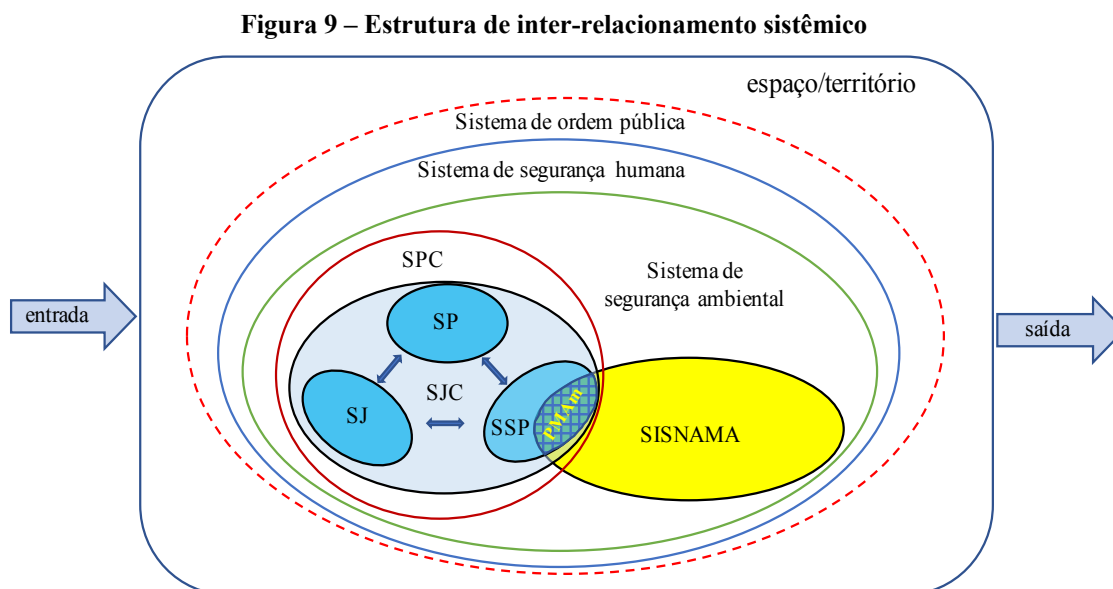 Figura 9 – Estrutura de inter-relacionamento sistêmico
espaço/território
Sistema de ordem pública
Sistema de segurança humana
SPC
Sistema de
segurança ambiental
entrada
SP
saída
SJC
SJ
SSP
PMAm
SISNAMA